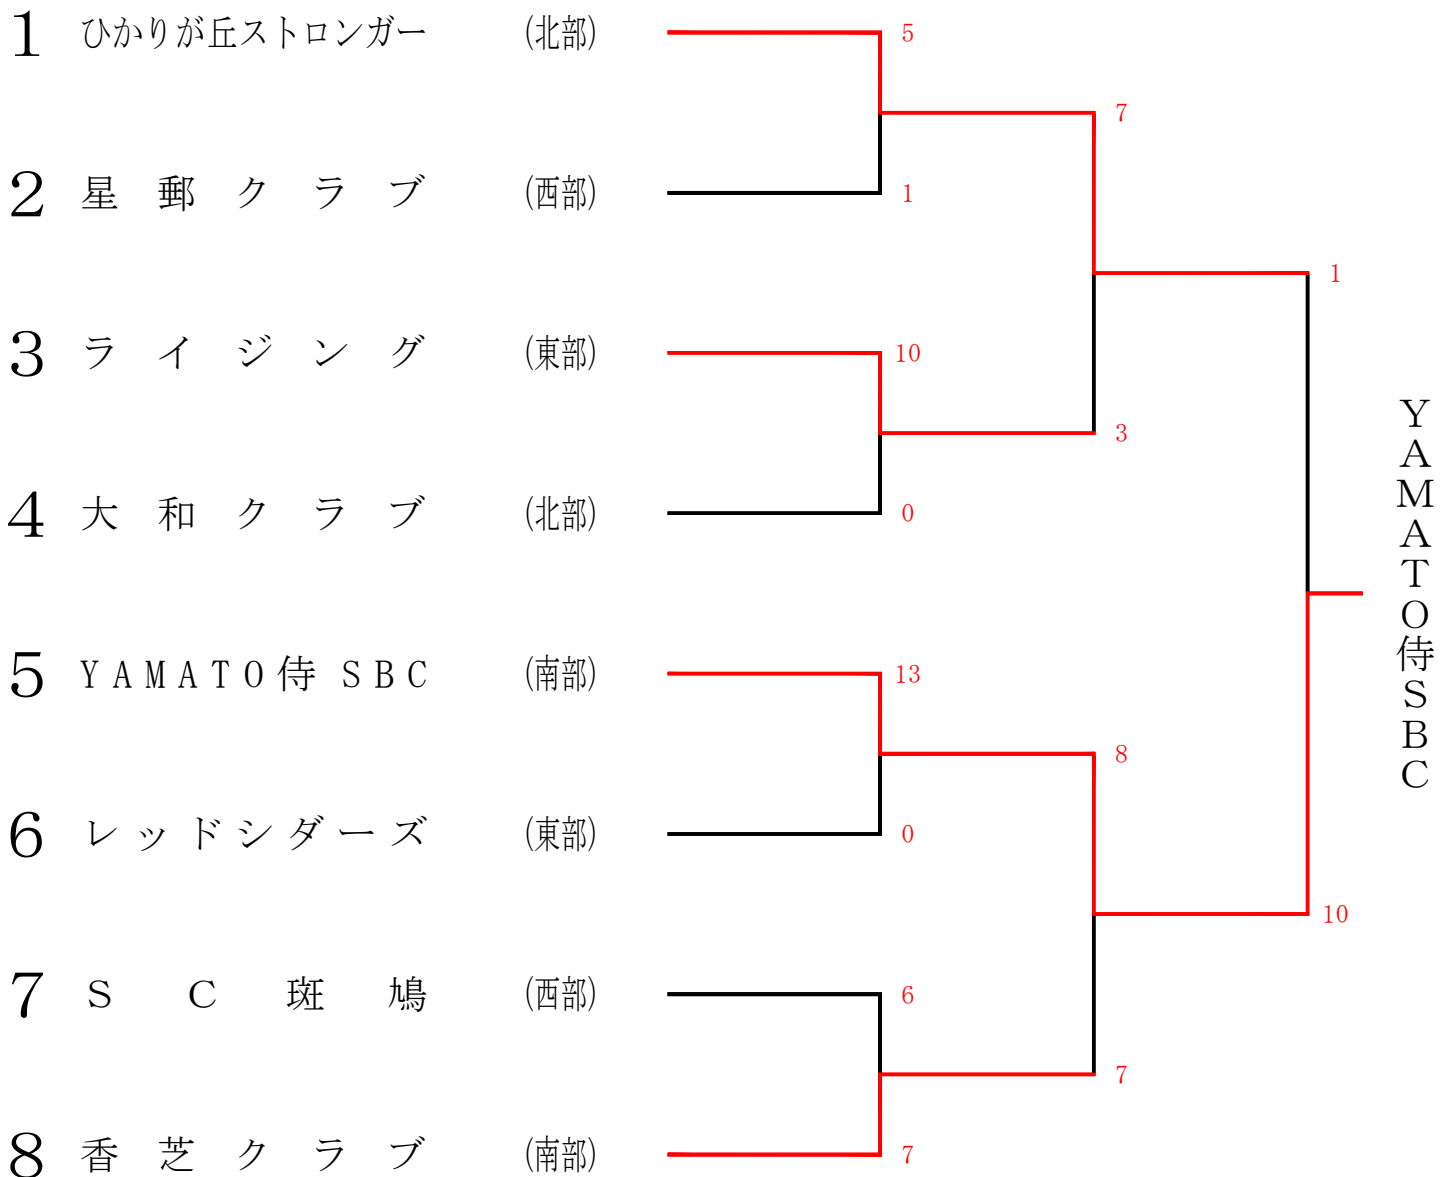 1 ひかりが丘ストロンガー (北部) 5
7
2 星郵クラブ (西部) 1
1
3 ライジング (東部) 10
3
4 大和クラブ (北部) 0
5 YAMATO侍 SBC (南部) 13
8
6 レッドシダーズ (東部) 0
10
7 SC斑鳩 (西部) 6
7
8 香芝クラブ (南部) 7
YAMATO侍SBC